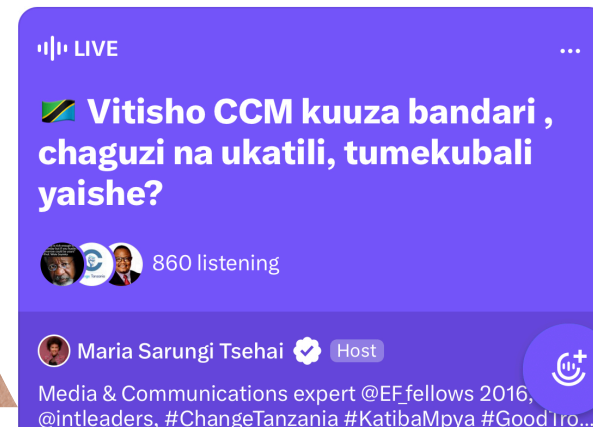 LIVE
🇹🇿 Vitisho CCM kuuza bandari ,
chaguzi na ukatili, tumekubali
yaishe?
860 listening
Maria Sarungi Tsehai Host
Media & Communications expert @EF_fellows 2016,
@intleaders, #ChangeTanzania #KatibaMpya #GoodTro...